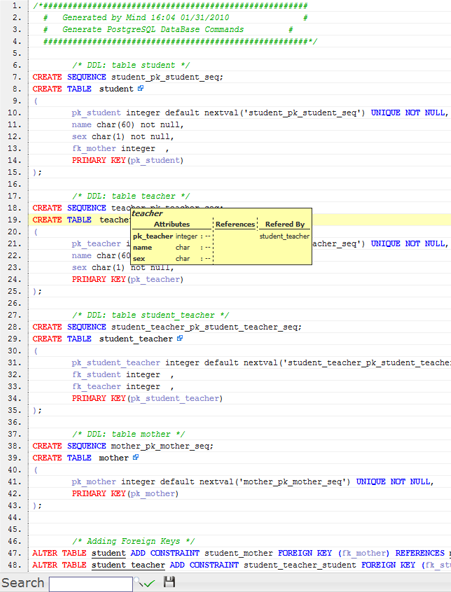 1. /*########################################################
2. # Generated by Mind 16:04 01/31/2010 #
3. # Generate PostgreSQL DataBase Commands #
4. ########################################################*/
5.
6. /* DDL: table student */
7. CREATE SEQUENCE student_pk_student_seq;
8. CREATE TABLE student
9. (
10. pk_student integer default nextval('student_pk_student_seq') UNIQUE NOT NULL,
11. name char(60) not null,
12. sex char(1) not null,
13. fk_mother integer ,
14. PRIMARY KEY(pk_student)
15. );
16.
17. /* DDL: table teacher */
18. CREATE SEQUENCE teacher_pk_teacher_seq;
19. CREATE TABLE teache
teacher
Attributes References Refered By
pk_teacher integer : -- student_teacher
name char : --
sex char : --
20. (
21. pk_teacher i acher_seq') UNIQUE NOT NULL,
22. name char(60
23. sex char(1) not null,
24. PRIMARY KEY(pk_teacher)
25. );
26.
27. /* DDL: table student_teacher */
28. CREATE SEQUENCE student_teacher_pk_student_teacher_seq;
29. CREATE TABLE student_teacher
30. (
31. pk_student_teacher integer default nextval('student_teacher_pk_student_teacher
32. fk_student integer ,
33. fk_teacher integer ,
34. PRIMARY KEY(pk_student_teacher)
35. );
36.
37. /* DDL: table mother */
38. CREATE SEQUENCE mother_pk_mother_seq;
39. CREATE TABLE mother
40. (
41. pk_mother integer default nextval('mother_pk_mother_seq') UNIQUE NOT NULL,
42. PRIMARY KEY(pk_mother)
43. );
44.
45.
46. /* Adding Foreign Keys */
47. ALTER TABLE student ADD CONSTRAINT student_mother FOREIGN KEY (fk_mother) REFERENCES
48. ALTER TABLE student_teacher ADD CONSTRAINT student_teacher_student FOREIGN KEY (fk_stu
Search